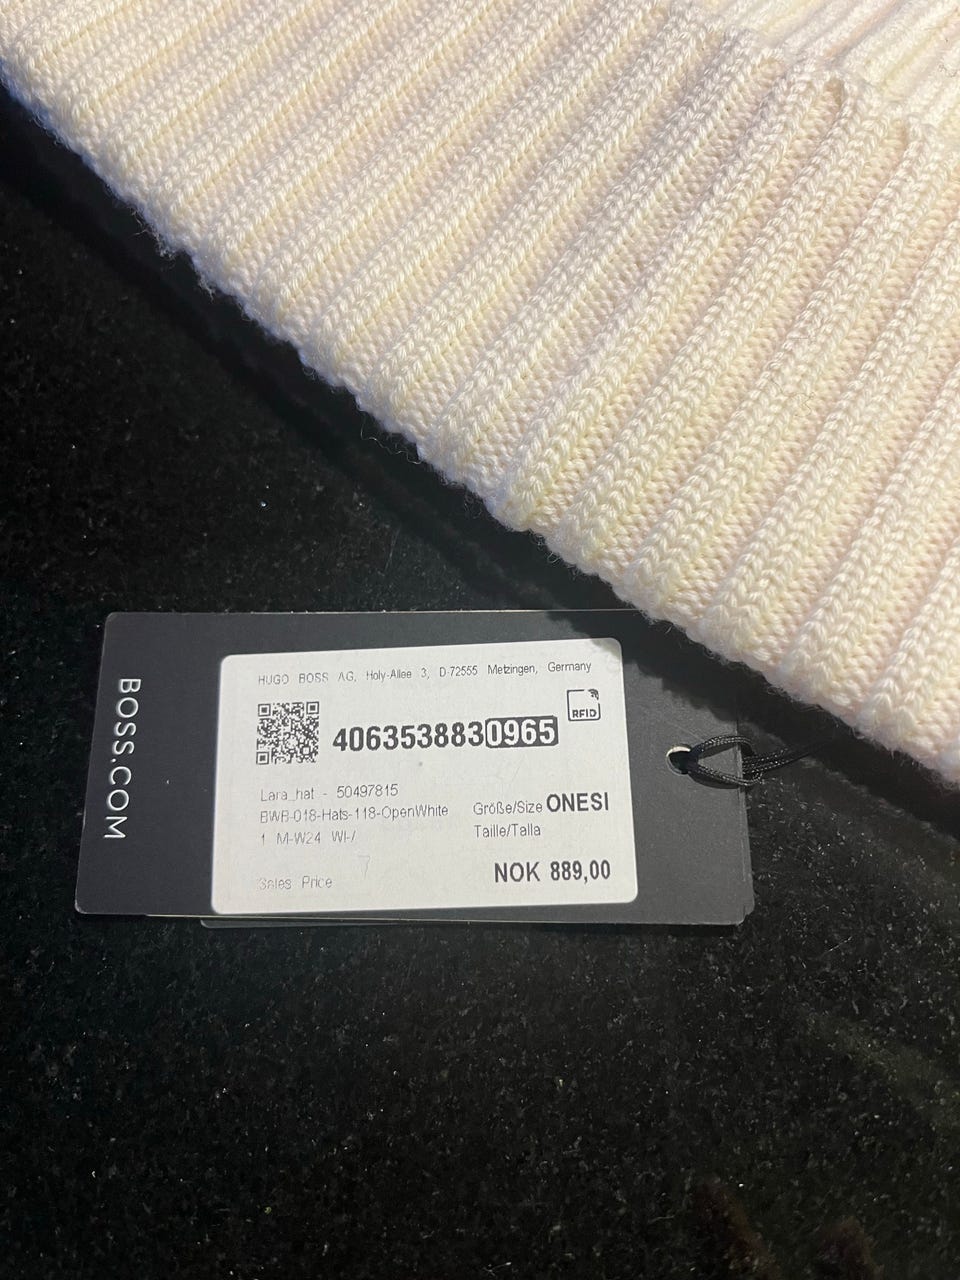 BOSS.COM
HUGO BOSS AG, Holy-Allee 3, D-72555 Metzingen, Germany
RFID
4063538830965
Lara_hat - 50497815
BWB-018-Hats-118-OpenWhite
1 M-W24 WI-/
Größe/Size ONESI
Taille/Talla
Sales Price
NOK 889,00